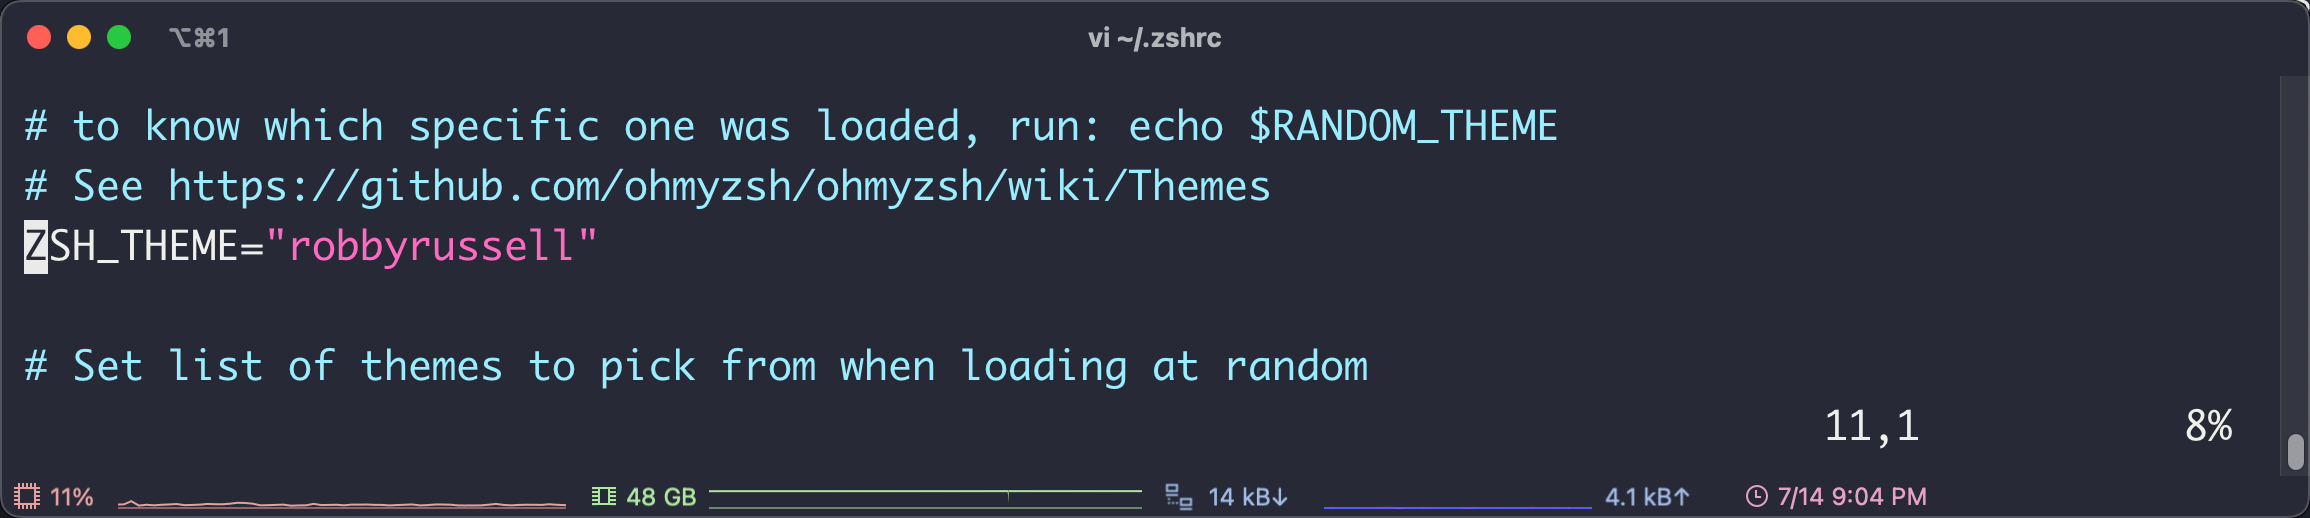 ⌥⌘1
vi ~/.zshrc
# to know which specific one was loaded, run: echo $RANDOM_THEME
# See https://github.com/ohmyzsh/ohmyzsh/wiki/Themes
ZSH_THEME="robbyrussell"
# Set list of themes to pick from when loading at random
11,1 8%
11% 48 GB 14 kB↓ 4.1 kB↑ 7/14 9:04 PM